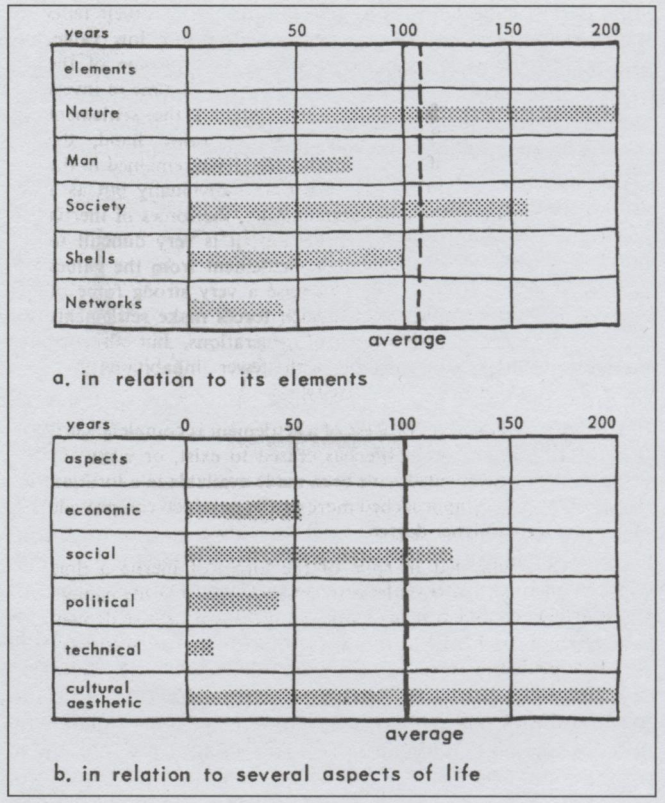 years 0 50 100 150 200
elements
Nature
Man
Society
Shells
Networks
average
a. in relation to its elements
years 0 50 100 150 200
aspects
economic
social
political
technical
cultural
aesthetic
average
b. in relation to several aspects of life